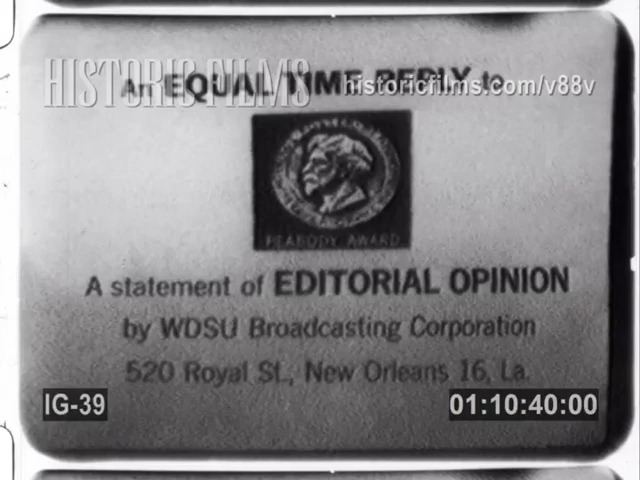 An EQUAL TIME REPLY to
HISTORIC FILMS
historicfilms.com/v88v
PEABODY AWARD
A statement of EDITORIAL OPINION
by WDSU Broadcasting Corporation
520 Royal St., New Orleans 16, La.
IG-39
01:10:40:00